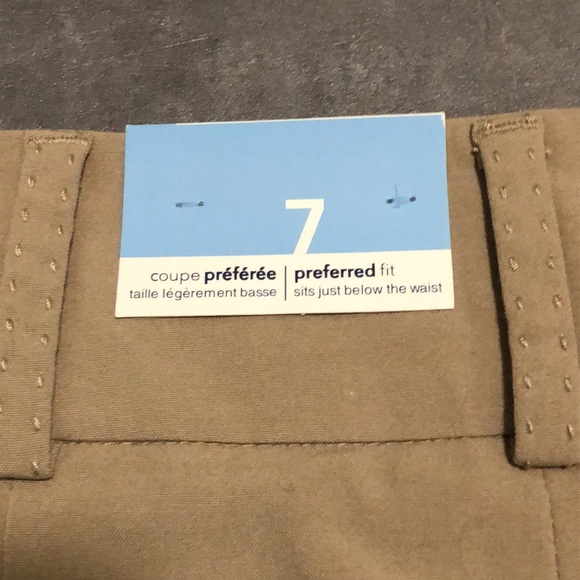 7
coupe préférée | preferred fit
taille légèrement basse | sits just below the waist